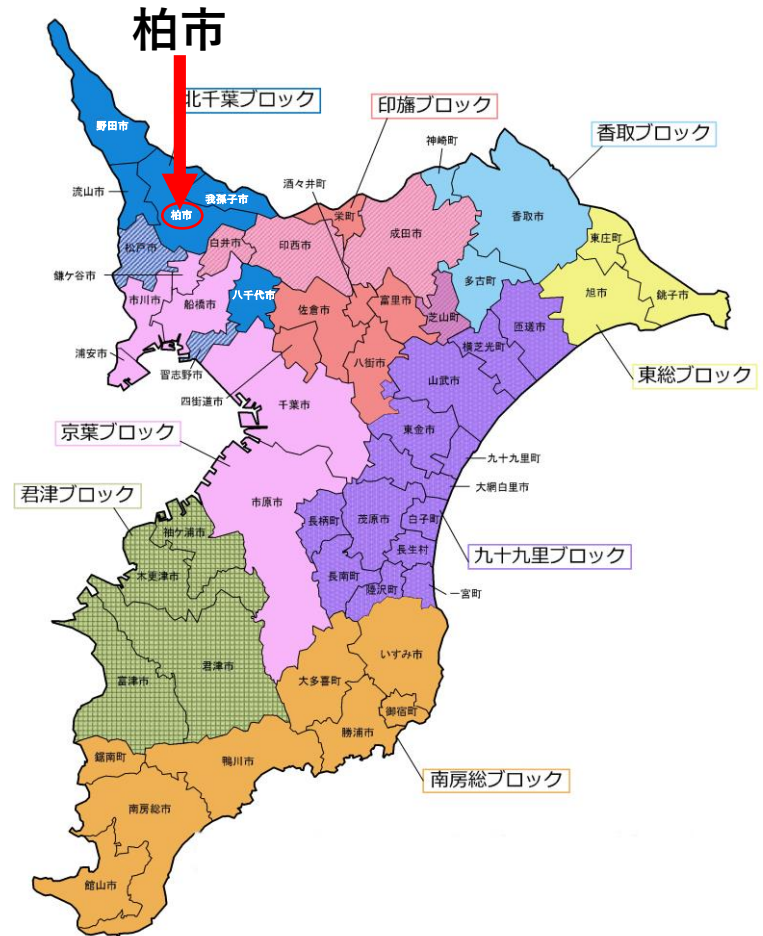 柏市
北千葉ブロック
印旛ブロック
香取ブロック
野田市
神崎町
酒々井町
流山市
我孫子市
柏市
栄町
香取市
成田市
東庄町
松戸市
白井市
印西市
鎌ケ谷市
八千代市
多古町
旭市
銚子市
市川市
船橋市
佐倉市
富里市
芝山町
匝瑳市
横芝光町
浦安市
習志野市
八街市
山武市
東総ブロック
四街道市
千葉市
京葉ブロック
東金市
九十九里町
大網白里市
君津ブロック
市原市
長柄町
茂原市
白子町
袖ケ浦市
長生村
九十九里ブロック
木更津市
長南町
睦沢町
一宮町
いすみ市
君津市
大多喜町
富津市
御宿町
勝浦市
鋸南町
鴨川市
南房総ブロック
南房総市
館山市